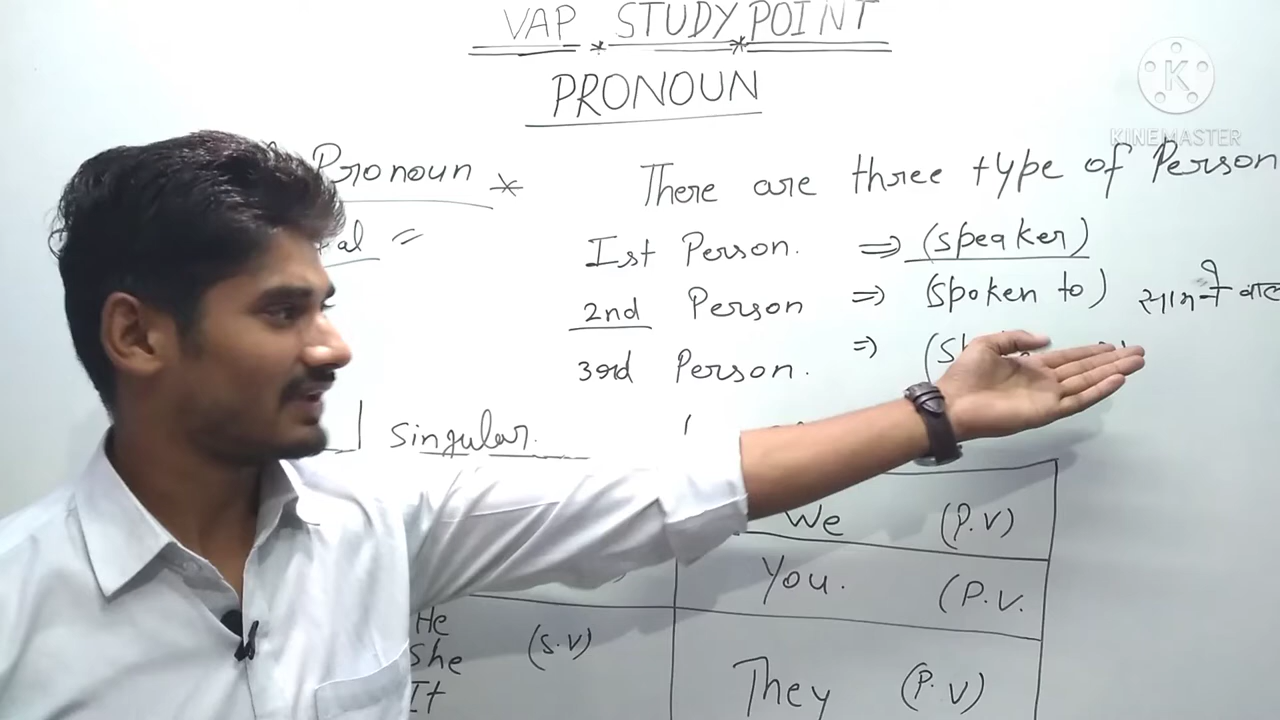 VAP STUDY POINT
PRONOUN
KINEMASTER
Pronoun * There are three type of Person
Ist Person. ⇒ (speaker)
2nd Person ⇒ (Spoken to) सामने
3rd Person. ⇒
singular.
We (P.V)
You. (P.V.
He
She (S.V)
It
They (P.V)